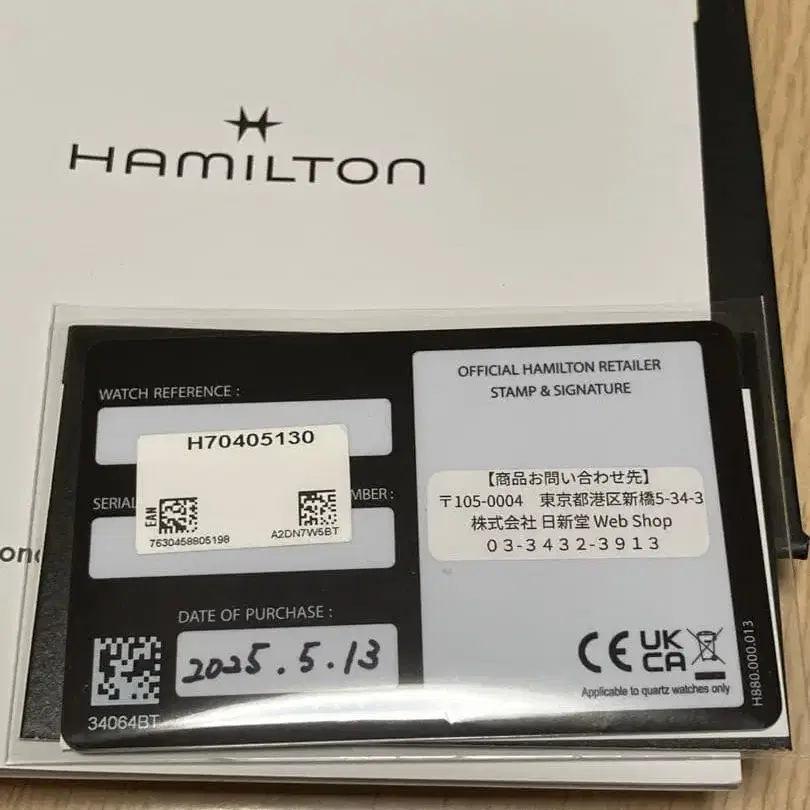 HAMILTON
WATCH REFERENCE :
H70405130
SERIAL
MBER :
EAN
7630458805198
A2DN7W5BT
DATE OF PURCHASE :
2025.5.13
34064BT
OFFICIAL HAMILTON RETAILER
STAMP & SIGNATURE
【商品お問い合わせ先】
〒105-0004 東京都港区新橋5-34-3
株式会社 日新堂 Web Shop
03-3432-3913
CE UK CA
Applicable to quartz watches only
H880.000.013